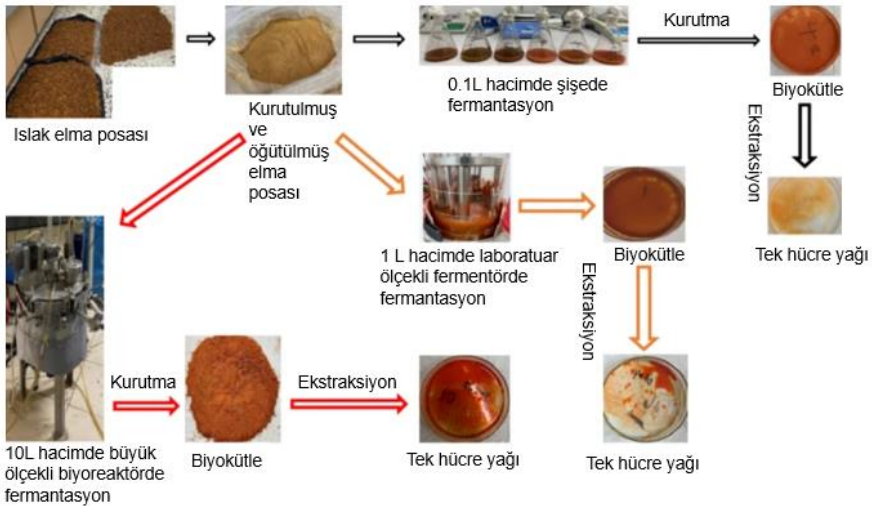 Islak elma posası
Kurutulmuş
ve
öğütülmüş
elma
posası
0.1L hacimde şişede
fermantasyon
Kurutma
Biyokütle
Ekstraksiyon
Tek hücre yağı
1 L hacimde laboratuar
ölçekli fermentörde
fermantasyon
Biyokütle
Ekstraksiyon
Tek hücre yağı
10L hacimde büyük
ölçekli biyoreaktörde
fermantasyon
Kurutma
Biyokütle
Ekstraksiyon
Tek hücre yağı